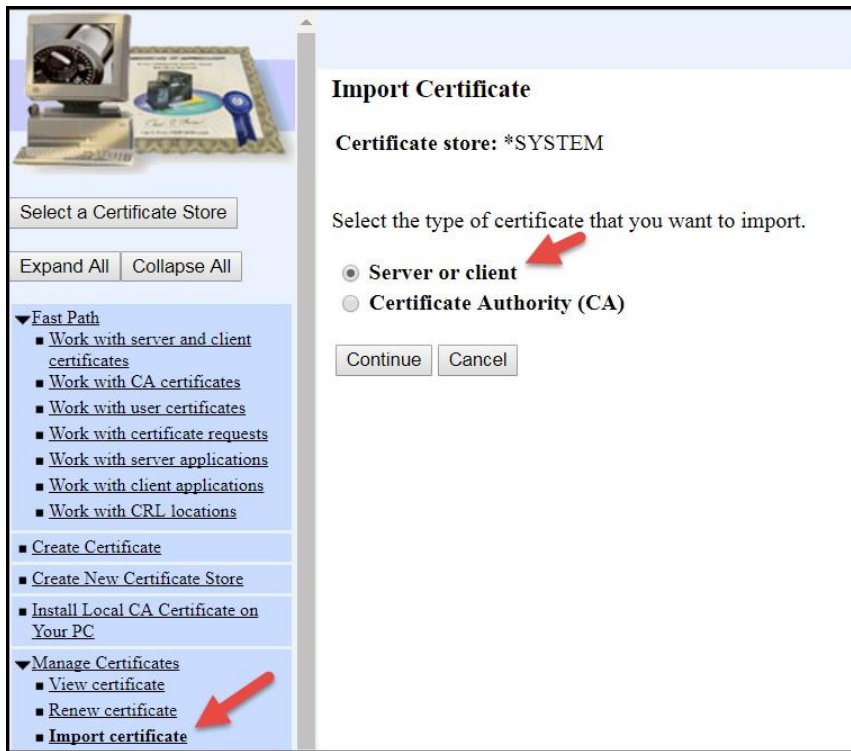 Select a Certificate Store
Expand All
Collapse All
Fast Path
Work with server and client
certificates
Work with CA certificates
Work with user certificates
Work with certificate requests
Work with server applications
Work with client applications
Work with CRL locations
Create Certificate
Create New Certificate Store
Install Local CA Certificate on
Your PC
Manage Certificates
View certificate
Renew certificate
Import certificate
Import Certificate
Certificate store: *SYSTEM
Select the type of certificate that you want to import.
Server or client
Certificate Authority (CA)
Continue
Cancel